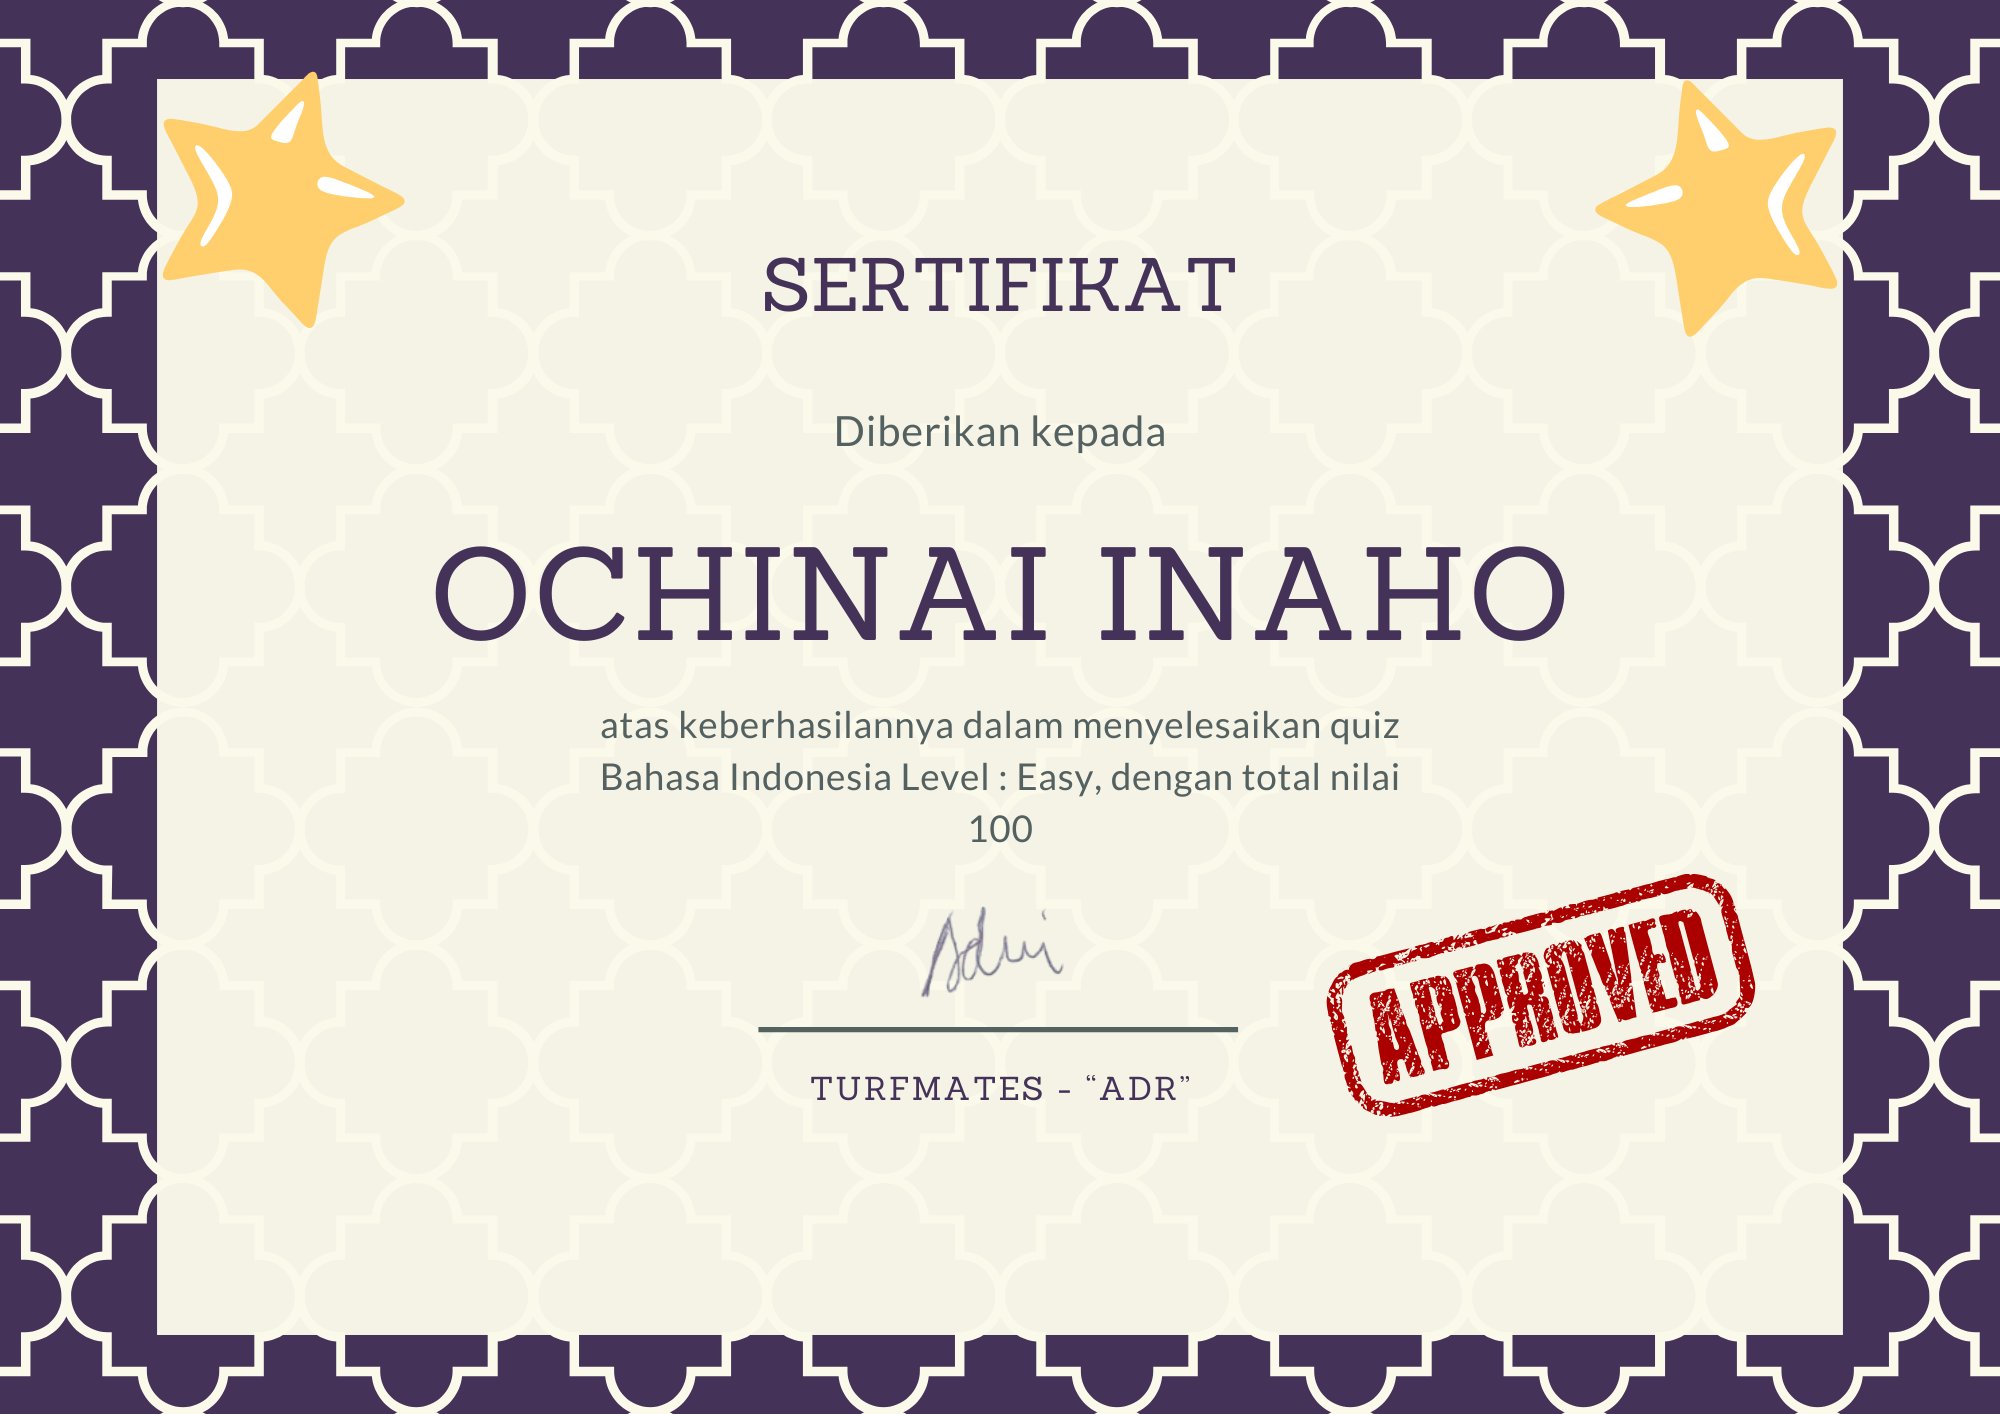 SERTIFIKAT
Diberikan kepada
OCHINAI INAHO
atas keberhasilannya dalam menyelesaikan quiz
Bahasa Indonesia Level : Easy, dengan total nilai
100
TURFMATES - “ADR”
APPROVED